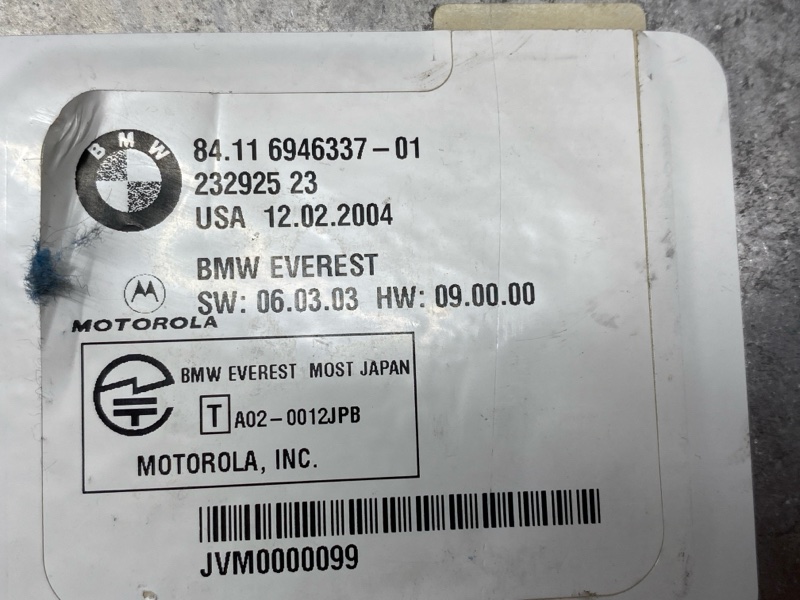 BMW
84.11 6946337-01
232925 23
USA 12.02.2004
BMW EVEREST
SW: 06.03.03 HW: 09.00.00
MOTOROLA
BMW EVEREST MOST JAPAN
T A02-0012JPB
MOTOROLA, INC.
JVM0000099